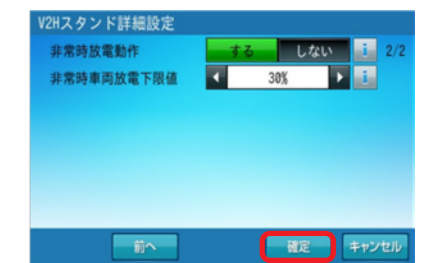 V2Hスタンド詳細設定
非常時放電動作 する しない i 2/2
非常時車両放電下限値 30% i
前へ 確定 キャンセル